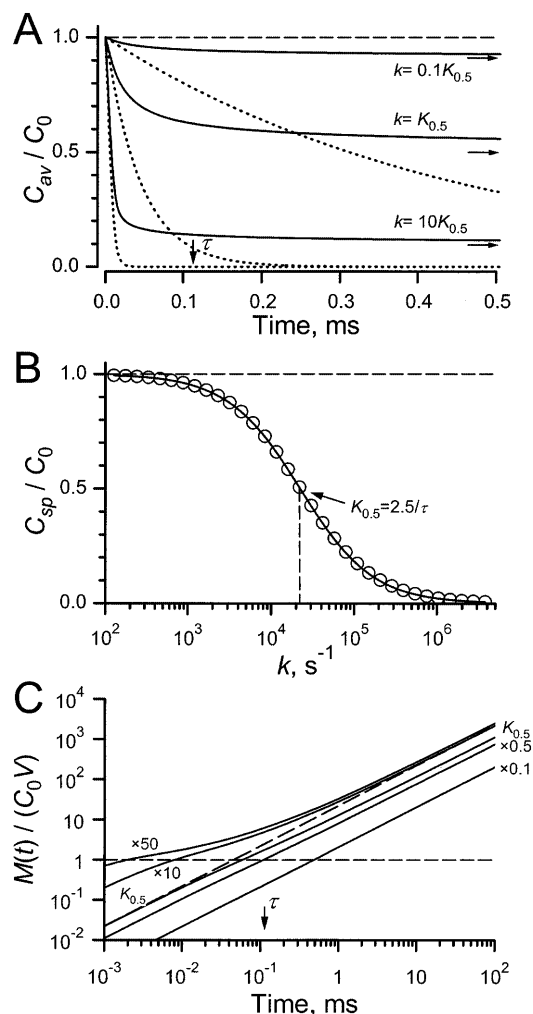 A
C_av / C_0
1.0
0.5
0.0
k= 0.1K_0.5
k= K_0.5
k= 10K_0.5
τ
0.0 0.1 0.2 0.3 0.4 0.5
Time, ms
B
C_sp / C_0
1.0
0.5
0.0
K_0.5=2.5/τ
10^2 10^3 10^4 10^5 10^6
k, s^-1
C
M(t) / (C_0V)
10^4
10^3
10^2
10
1
10^-1
10^-2
K_0.5
×0.5
×0.1
×50
×10
K_0.5
τ
10^-3 10^-2 10^-1 1 10 10^2
Time, ms